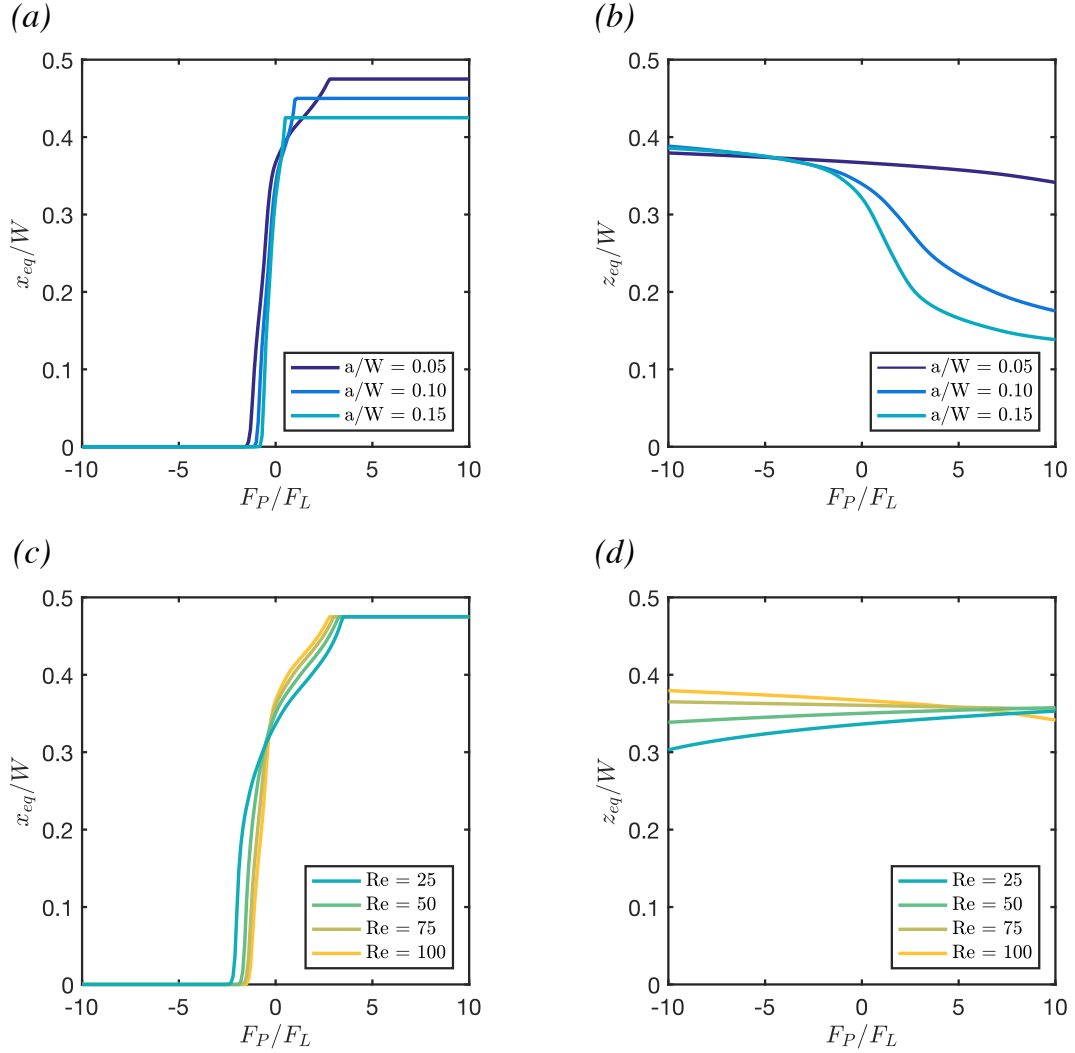 (a)
(b)
0.5
0.4
0.3
0.2
0.1
0
x_eq/W
-10 -5 0 5 10
F_P/F_L
a/W = 0.05
a/W = 0.10
a/W = 0.15
0.5
0.4
0.3
0.2
0.1
0
z_eq/W
-10 -5 0 5 10
F_P/F_L
a/W = 0.05
a/W = 0.10
a/W = 0.15
(c)
(d)
0.5
0.4
0.3
0.2
0.1
0
x_eq/W
-10 -5 0 5 10
F_P/F_L
Re = 25
Re = 50
Re = 75
Re = 100
0.5
0.4
0.3
0.2
0.1
0
z_eq/W
-10 -5 0 5 10
F_P/F_L
Re = 25
Re = 50
Re = 75
Re = 100